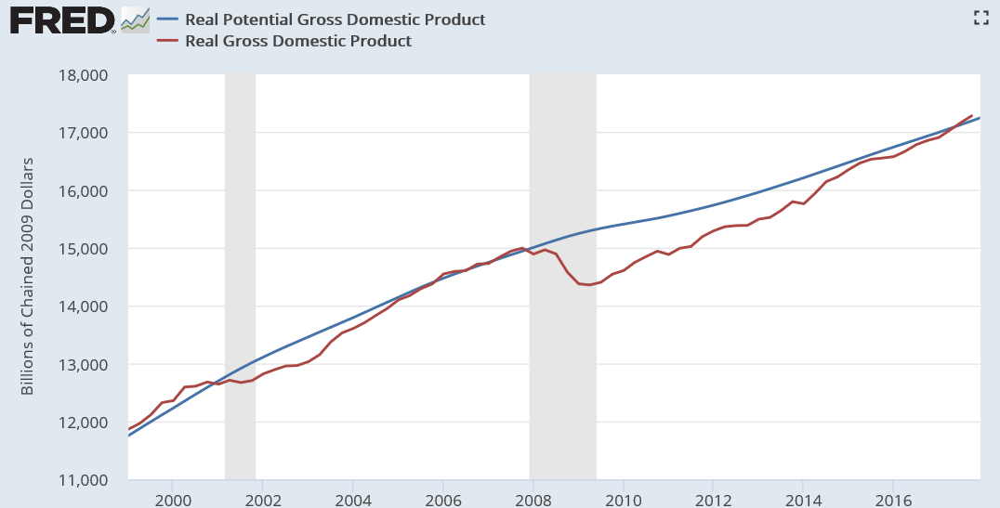 FRED
Real Potential Gross Domestic Product
Real Gross Domestic Product
Billions of Chained 2009 Dollars
18,000
17,000
16,000
15,000
14,000
13,000
12,000
11,000
2000 2002 2004 2006 2008 2010 2012 2014 2016